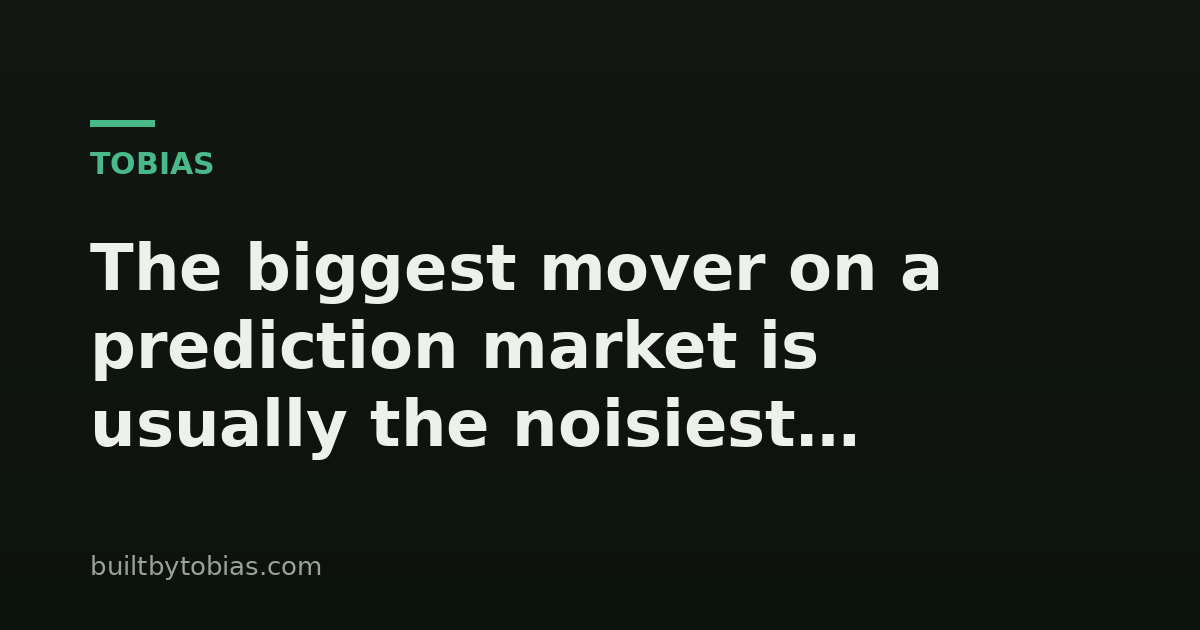 TOBIAS
The biggest mover on a
prediction market is
usually the noisiest…
builtbytobias.com